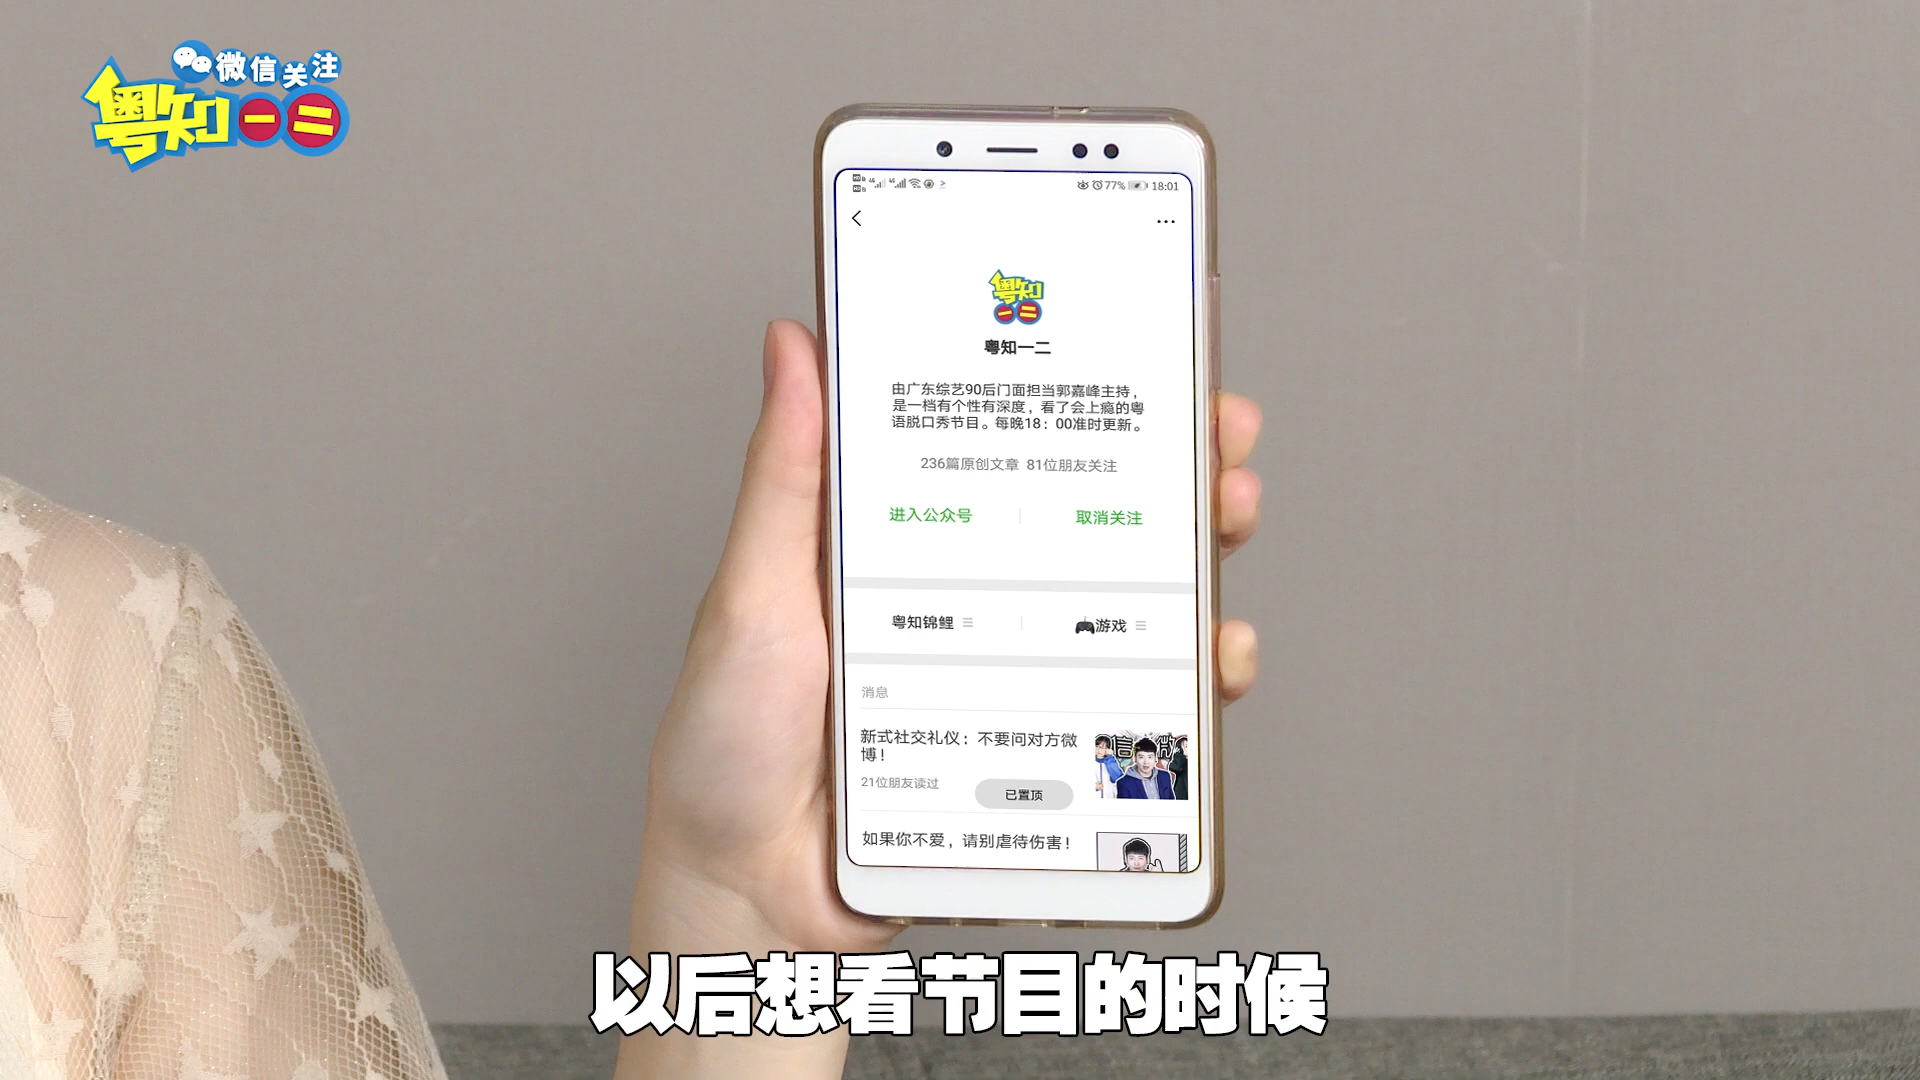 微信关注
粤知一二
77% 18:01
粤知一二
粤知一二
由广东综艺90后门面担当郭嘉峰主持，
是一档有个性有深度，看了会上瘾的粤
语脱口秀节目。每晚18：00准时更新。
236篇原创文章 81位朋友关注
进入公众号 取消关注
粤知锦鲤 游戏
消息
新式社交礼仪：不要问对方微
博！
21位朋友读过
已置顶
如果你不爱，请别虐待伤害！
以后想看节目的时候